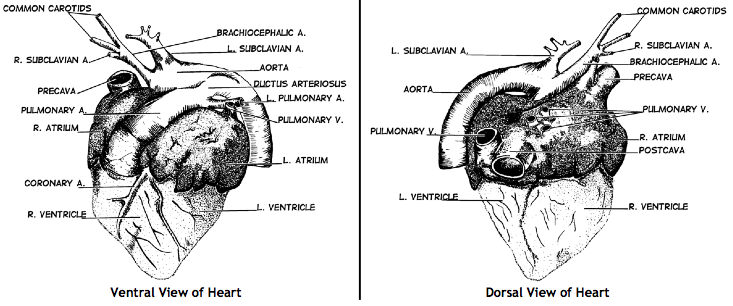 COMMON CAROTIDS
BRACHIOCEPHALIC A.
L. SUBCLAVIAN A.
R. SUBCLAVIAN A.
AORTA
DUCTUS ARTERIOSUS
PRECAVA
L. PULMONARY A.
PULMONARY A.
PULMONARY V.
R. ATRIUM
L. ATRIUM
CORONARY A.
L. VENTRICLE
R. VENTRICLE
Ventral View of Heart
COMMON CAROTIDS
R. SUBCLAVIAN A.
L. SUBCLAVIAN A.
BRACHIOCEPHALIC A.
PRECAVA
AORTA
PULMONARY V.
PULMONARY V.
R. ATRIUM
POSTCAVA
L. VENTRICLE
R. VENTRICLE
Dorsal View of Heart